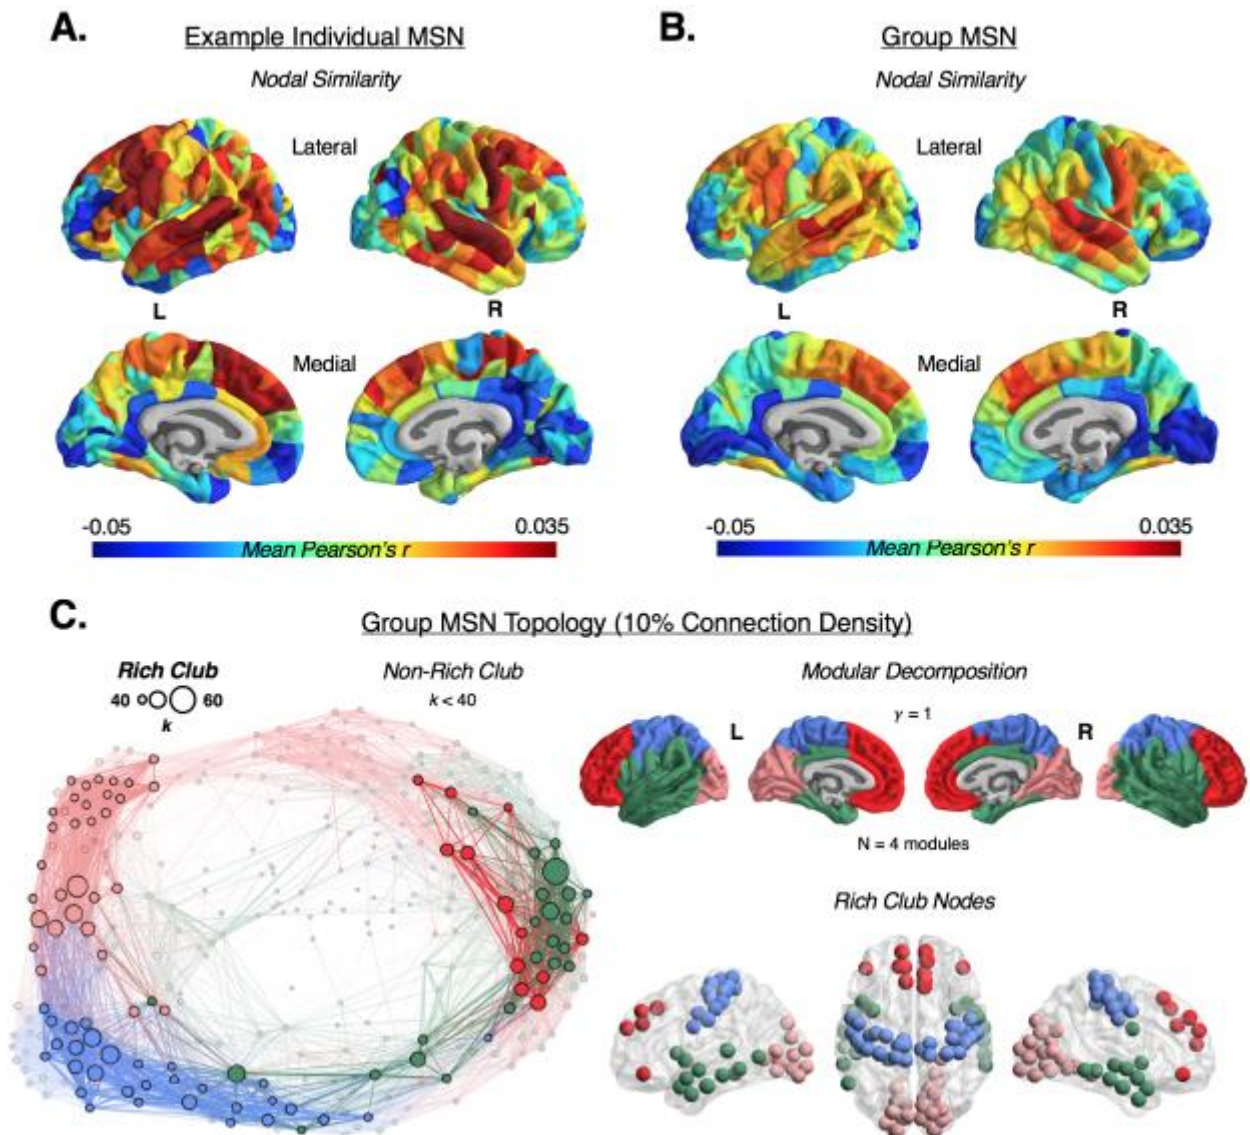 A.
Example Individual MSN
Nodal Similarity
Lateral
L
R
Medial
-0.05
0.035
Mean Pearson's r
B.
Group MSN
Nodal Similarity
Lateral
L
R
Medial
-0.05
0.035
Mean Pearson's r
C.
Group MSN Topology (10% Connection Density)
Rich Club
40
60
k
Non-Rich Club
k < 40
Modular Decomposition
γ = 1
L
R
N = 4 modules
Rich Club Nodes